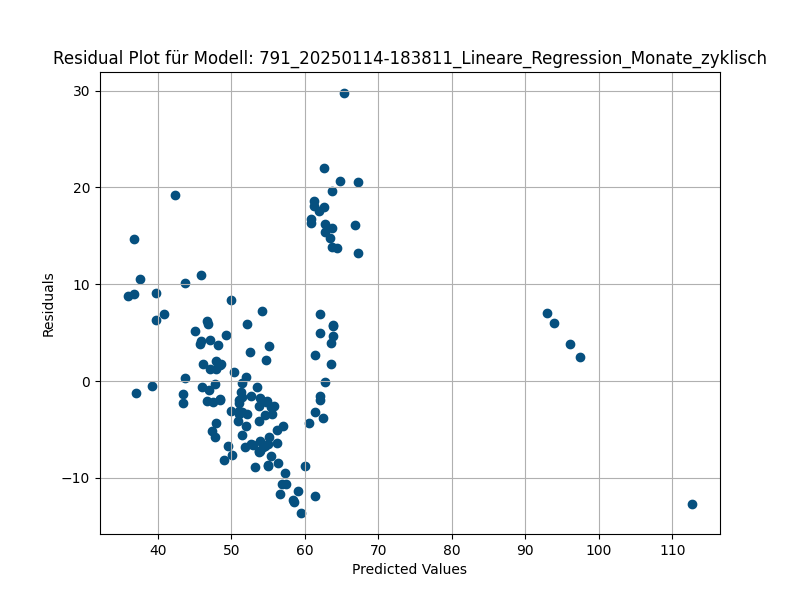 Residual Plot für Modell: 791_20250114-183811_Lineare_Regression_Monate_zyklisch
30
20
10
0
−10
Residuals
40 50 60 70 80 90 100 110
Predicted Values